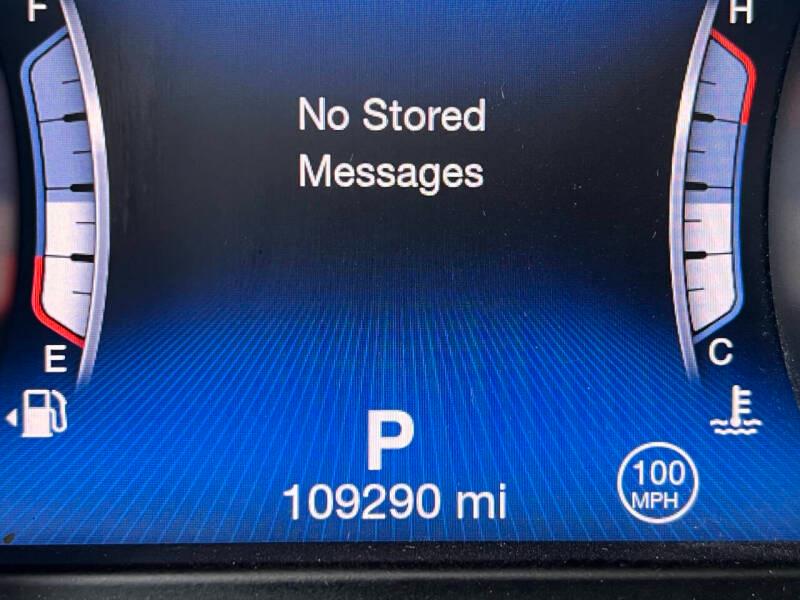 F
H
No Stored
Messages
E
C
P
109290 mi
100
MPH